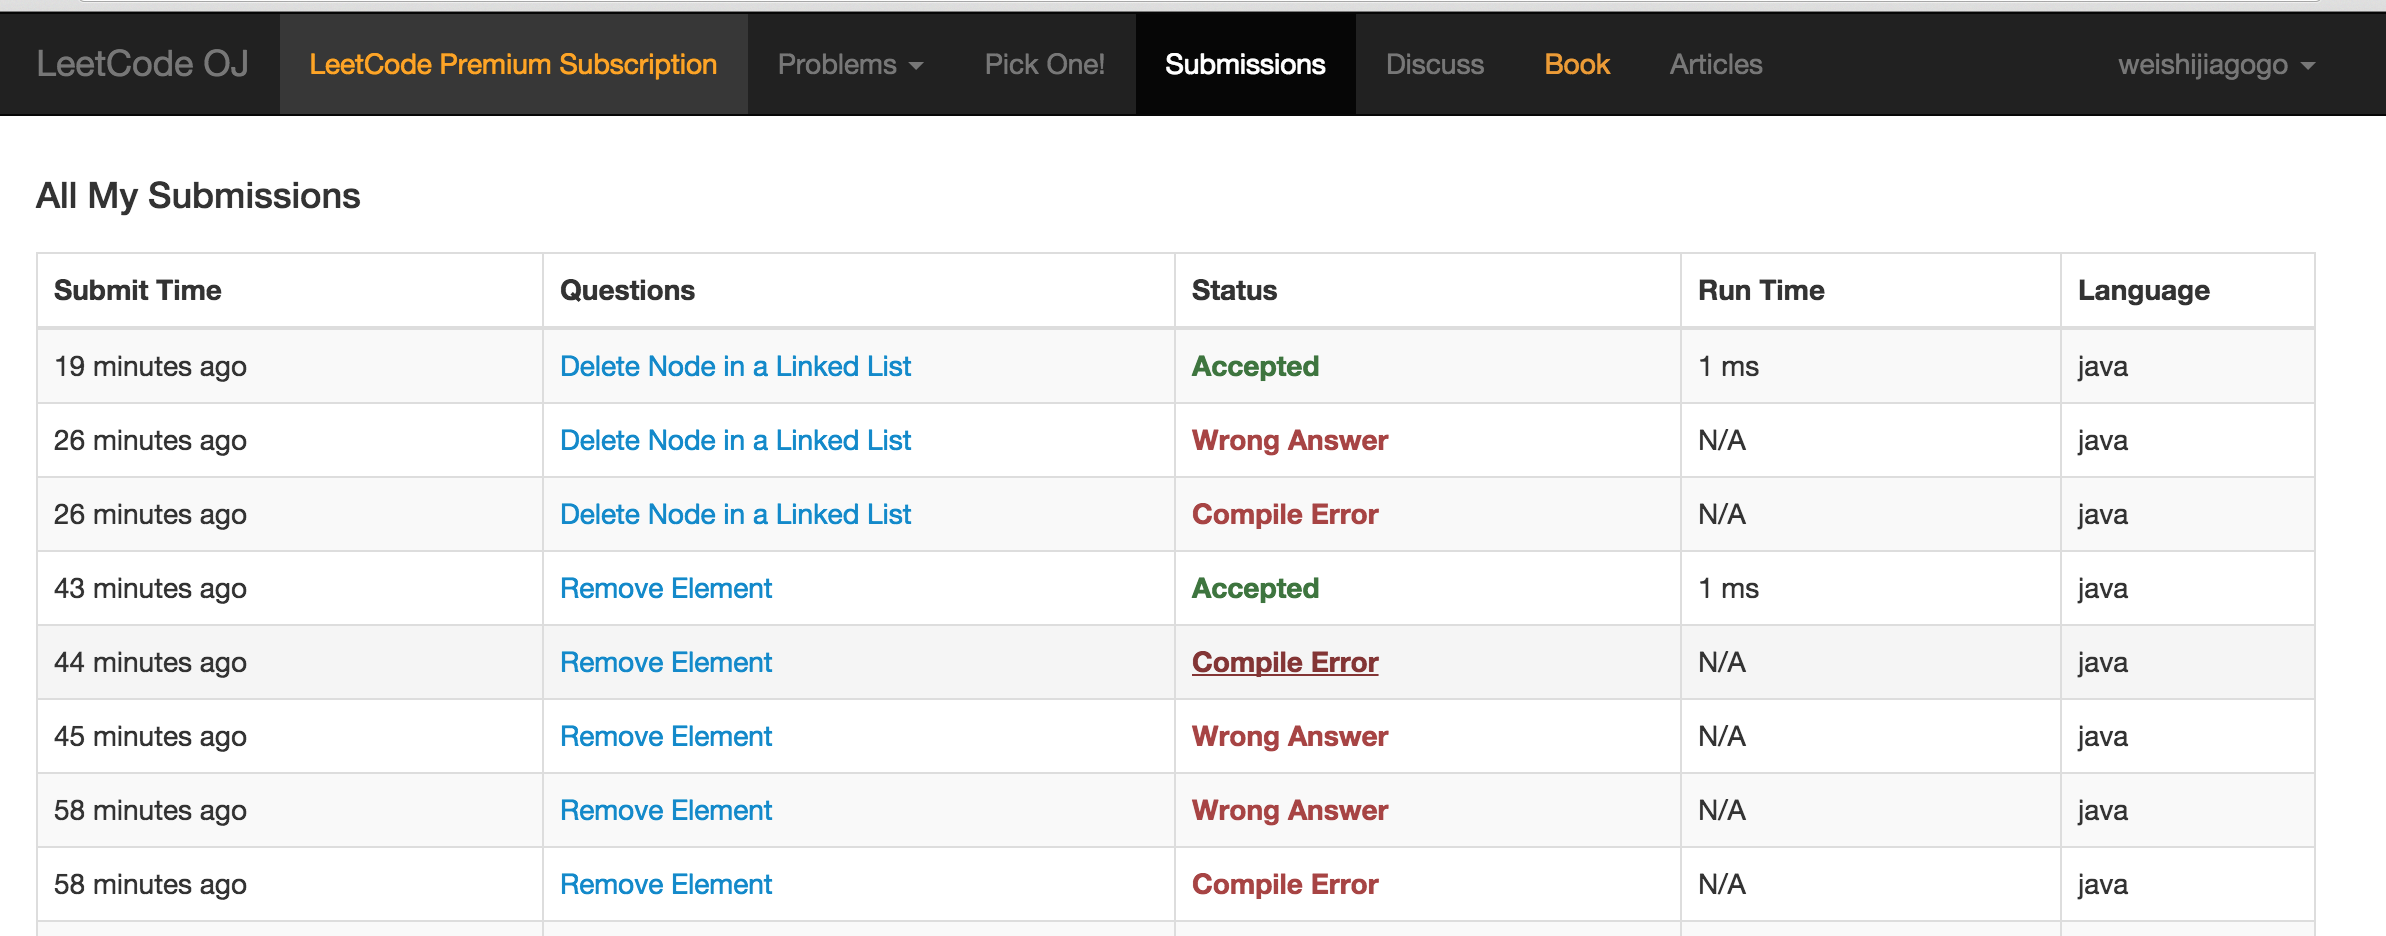 LeetCode OJ LeetCode Premium Subscription Problems Pick One! Submissions Discuss Book Articles weishijiagogo
All My Submissions
Submit Time Questions Status Run Time Language
19 minutes ago Delete Node in a Linked List Accepted 1 ms java
26 minutes ago Delete Node in a Linked List Wrong Answer N/A java
26 minutes ago Delete Node in a Linked List Compile Error N/A java
43 minutes ago Remove Element Accepted 1 ms java
44 minutes ago Remove Element Compile Error N/A java
45 minutes ago Remove Element Wrong Answer N/A java
58 minutes ago Remove Element Wrong Answer N/A java
58 minutes ago Remove Element Compile Error N/A java